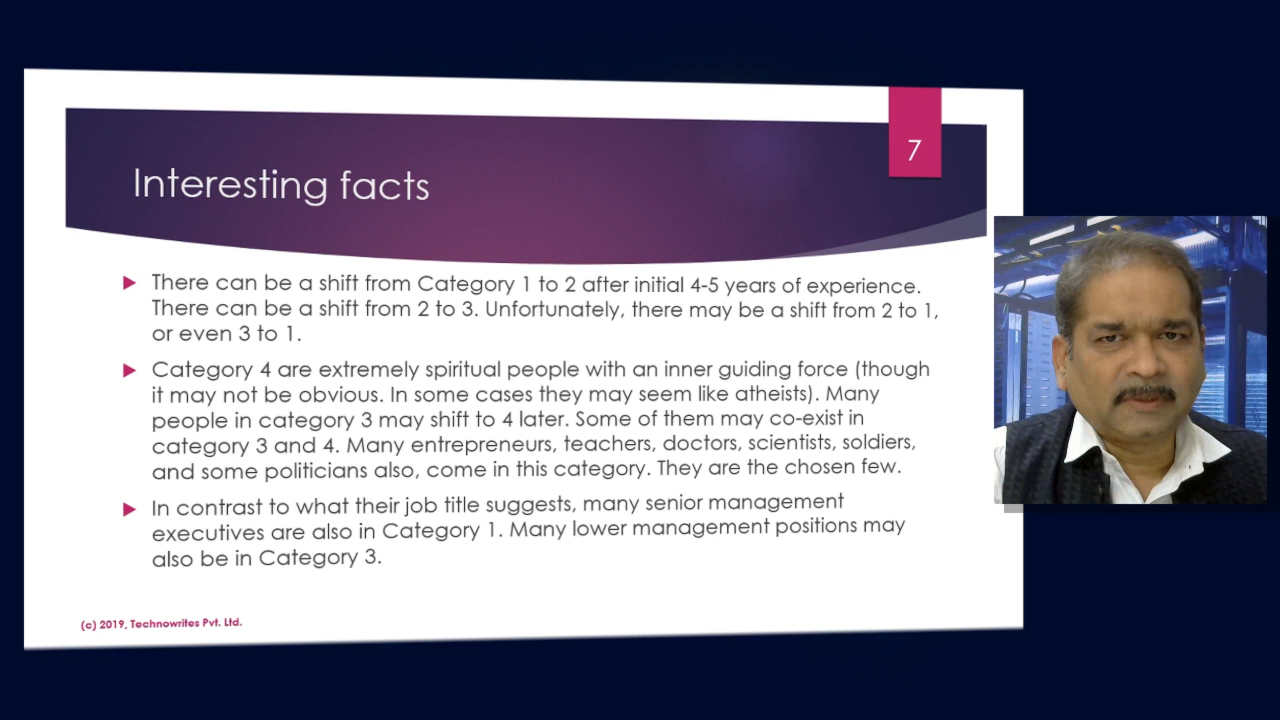 7
Interesting facts
There can be a shift from Category 1 to 2 after initial 4-5 years of experience.
There can be a shift from 2 to 3. Unfortunately, there may be a shift from 2 to 1,
or even 3 to 1.
Category 4 are extremely spiritual people with an inner guiding force (though
it may not be obvious. In some cases they may seem like atheists). Many
people in category 3 may shift to 4 later. Some of them may co-exist in
category 3 and 4. Many entrepreneurs, teachers, doctors, scientists, soldiers,
and some politicians also, come in this category. They are the chosen few.
In contrast to what their job title suggests, many senior management
executives are also in Category 1. Many lower management positions may
also be in Category 3.
(c) 2019, Technowrites Pvt. Ltd.